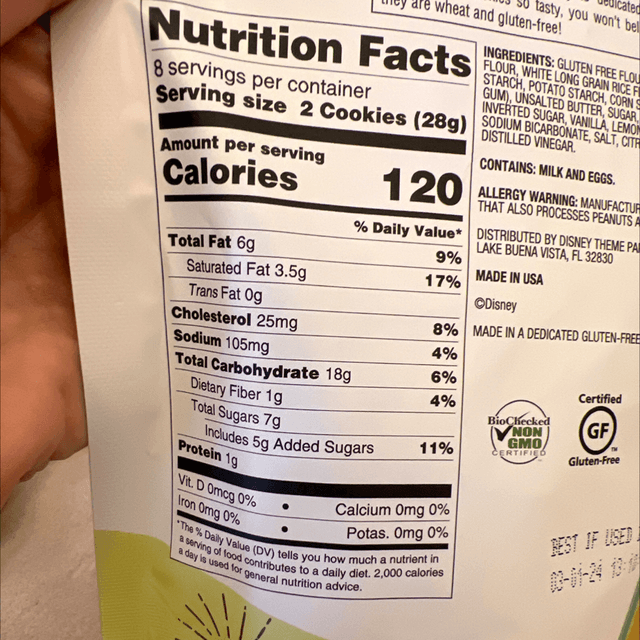 so tasty, you won't
they are wheat and gluten-free!
Nutrition Facts
8 servings per container
Serving size 2 Cookies (28g)
Amount per serving
Calories 120
% Daily Value*
Total Fat 6g 9%
Saturated Fat 3.5g 17%
Trans Fat 0g
Cholesterol 25mg 8%
Sodium 105mg 4%
Total Carbohydrate 18g 6%
Dietary Fiber 1g 4%
Total Sugars 7g
Includes 5g Added Sugars 11%
Protein 1g
Vit. D 0mcg 0% • Calcium 0mg 0%
Iron 0mg 0% • Potas. 0mg 0%
*The % Daily Value (DV) tells you how much a nutrient in
a serving of food contributes to a daily diet. 2,000 calories
a day is used for general nutrition advice.
INGREDIENTS: GLUTEN FREE
FLOUR, WHITE LONG GRAIN RICE
STARCH, POTATO STARCH, CORN
GUM), UNSALTED BUTTER, SUGAR,
INVERTED SUGAR, VANILLA, LEMON
SODIUM BICARBONATE, SALT,
DISTILLED VINEGAR.
CONTAINS: MILK AND EGGS.
ALLERGY WARNING:
THAT ALSO PROCESSES PEANUTS
DISTRIBUTED BY DISNEY THEME
LAKE BUENA VISTA, FL 32830
MADE IN USA
©Disney
MADE IN A DEDICATED GLUTEN-FREE
BioChecked
NON
GMO
CERTIFIED
Certified
GF
TM
Gluten-Free
BEST IF USED
03-01-24